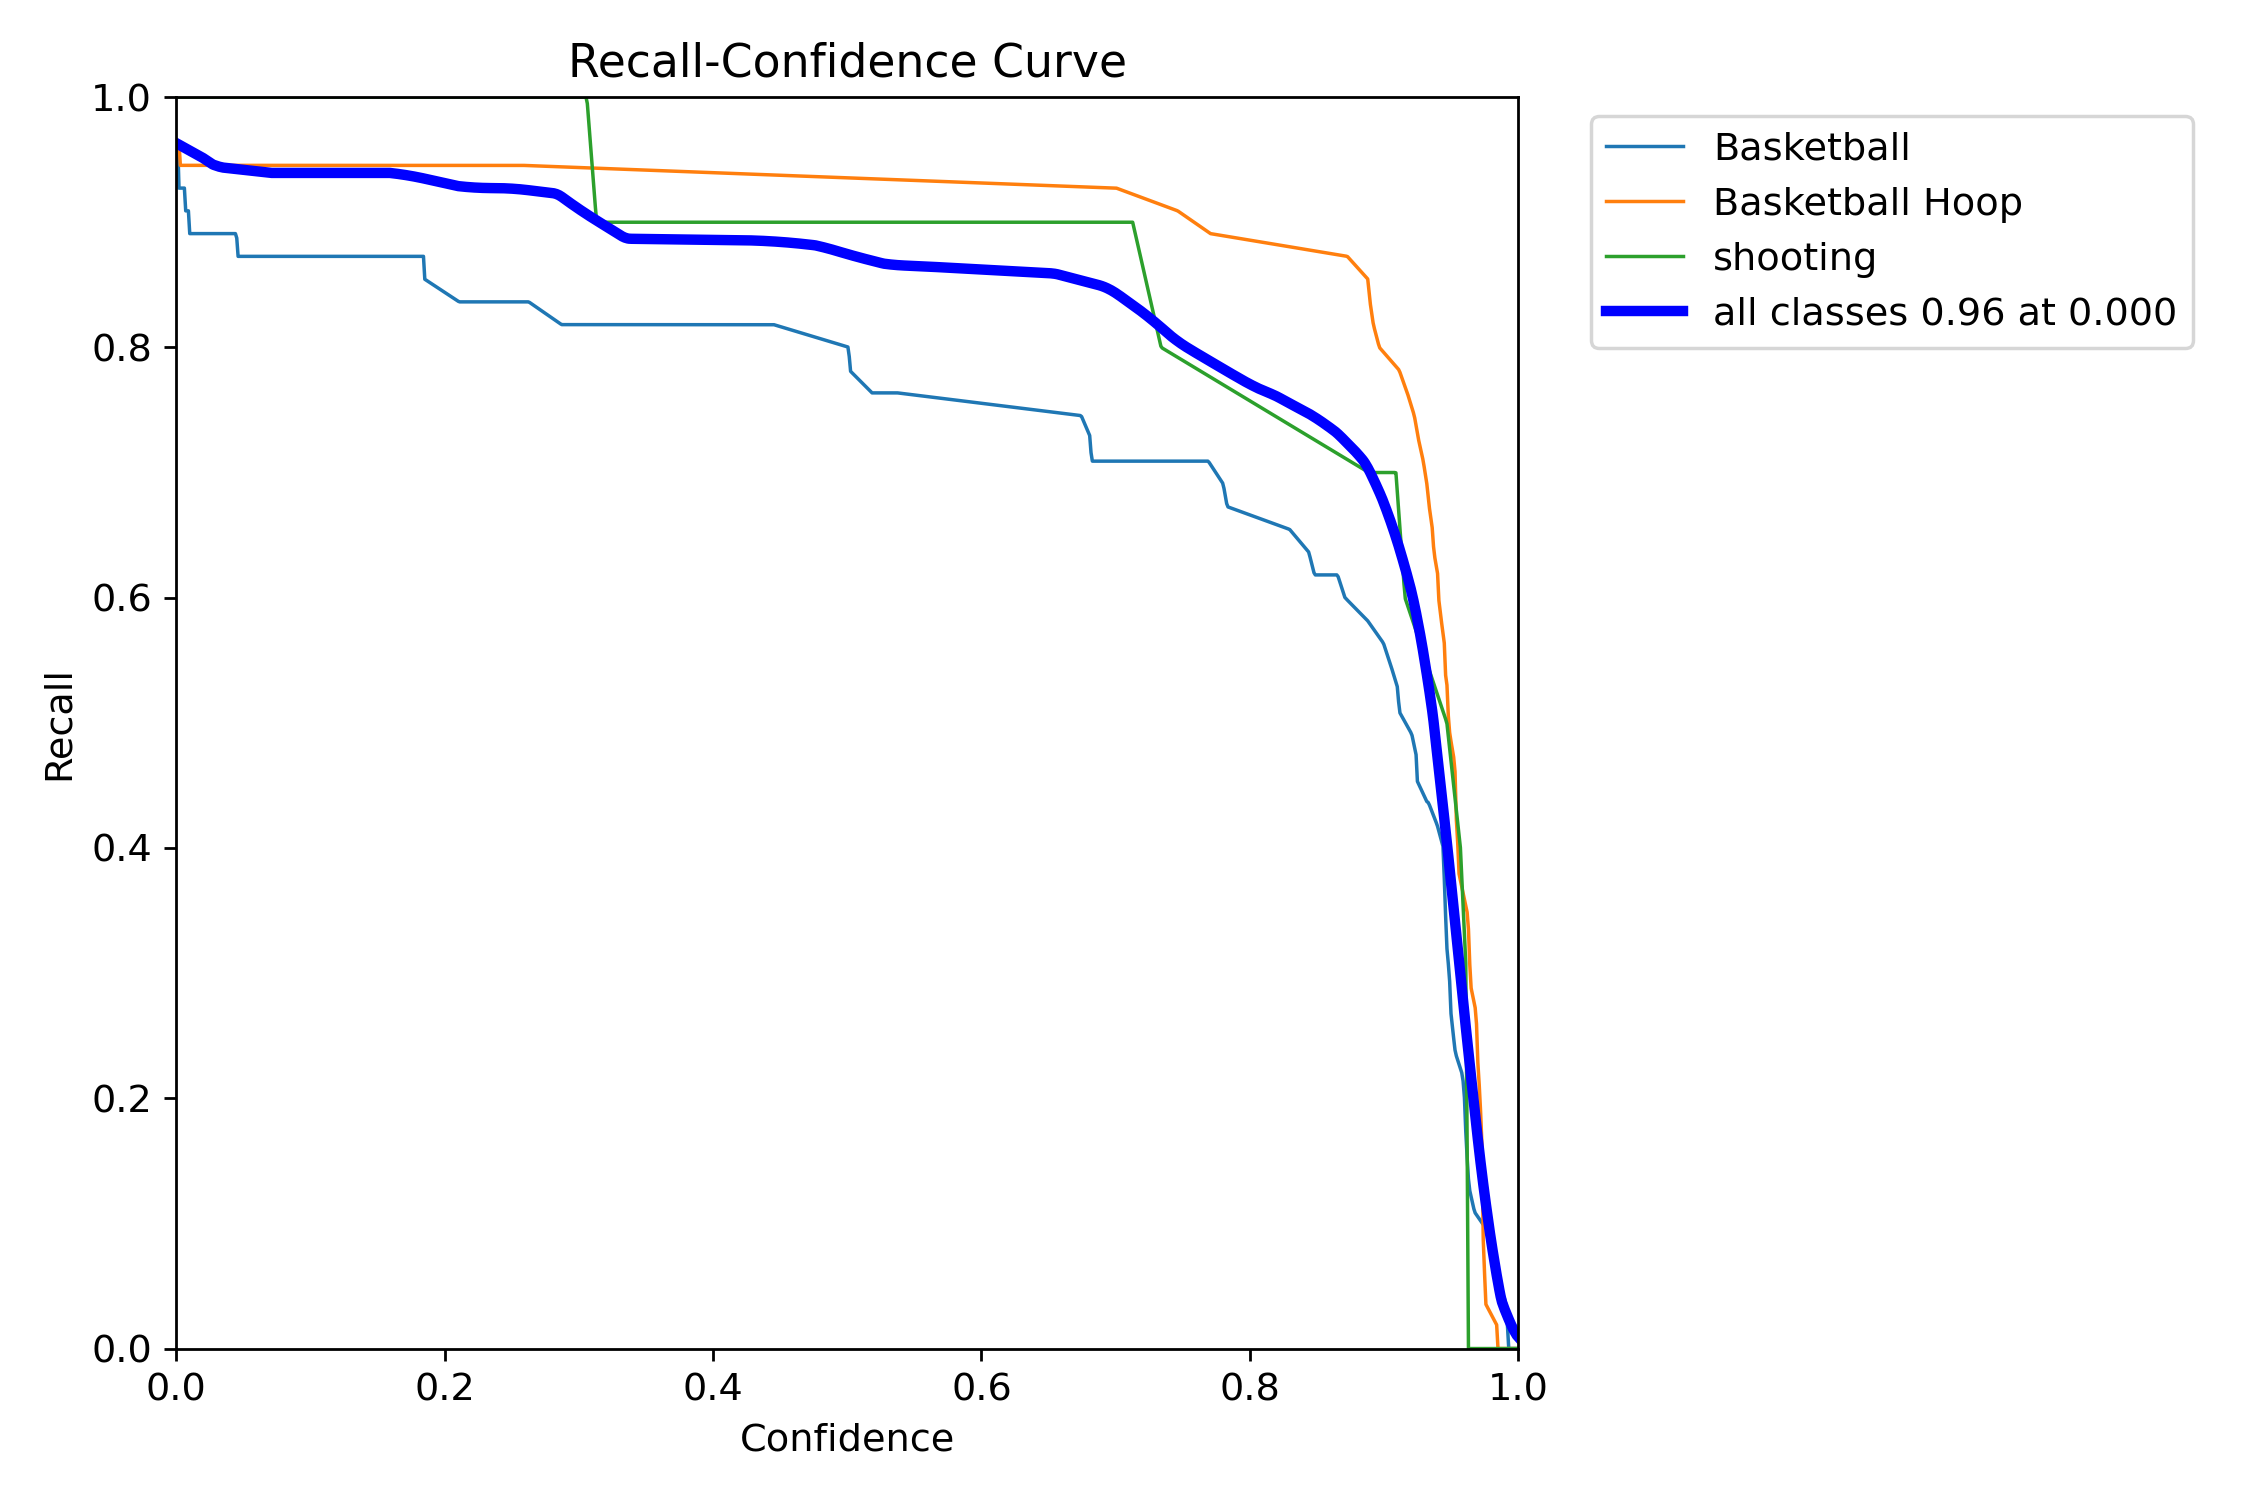 Recall-Confidence Curve
1.0
0.8
0.6
0.4
0.2
0.0
Recall
0.0 0.2 0.4 0.6 0.8 1.0
Confidence
Basketball
Basketball Hoop
shooting
all classes 0.96 at 0.000